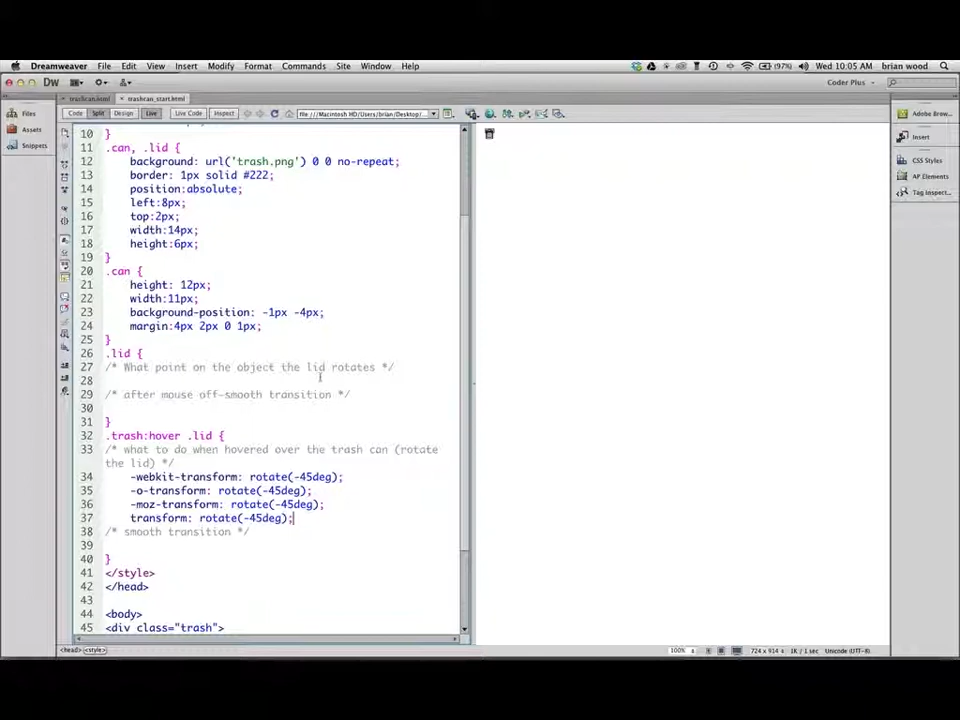 Dreamweaver File Edit View Insert Modify Format Commands Site Window Help (97%) Wed 10:05 AM brian wood
Dw Coder Plus
trashcan.html × trashcan_start.html
Code Split Design Live Live Code Inspect file:///Macintosh HD/Users/brian/Desktop/
Files
Assets
Snippets
10 }
11 .can, .lid {
12 background: url('trash.png') 0 0 no-repeat;
13 border: 1px solid #222;
14 position:absolute;
15 left:8px;
16 top:2px;
17 width:14px;
18 height:6px;
19 }
20 .can {
21 height: 12px;
22 width:11px;
23 background-position: -1px -4px;
24 margin:4px 2px 0 1px;
25 }
26 .lid {
27 /* What point on the object the lid rotates */
28
29 /* after mouse off-smooth transition */
30
31 }
32 .trash:hover .lid {
33 /* what to do when hovered over the trash can (rotate
the lid) */
34 -webkit-transform: rotate(-45deg);
35 -o-transform: rotate(-45deg);
36 -moz-transform: rotate(-45deg);
37 transform: rotate(-45deg);
38 /* smooth transition */
39
40 }
41 </style>
42 </head>
43
44 <body>
45 <div class="trash">
Adobe Brow...
Insert
CSS Styles
AP Elements
Tag Inspect...
<head> <style> 100% 724 x 914 1K / 1 sec Unicode (UTF-8)